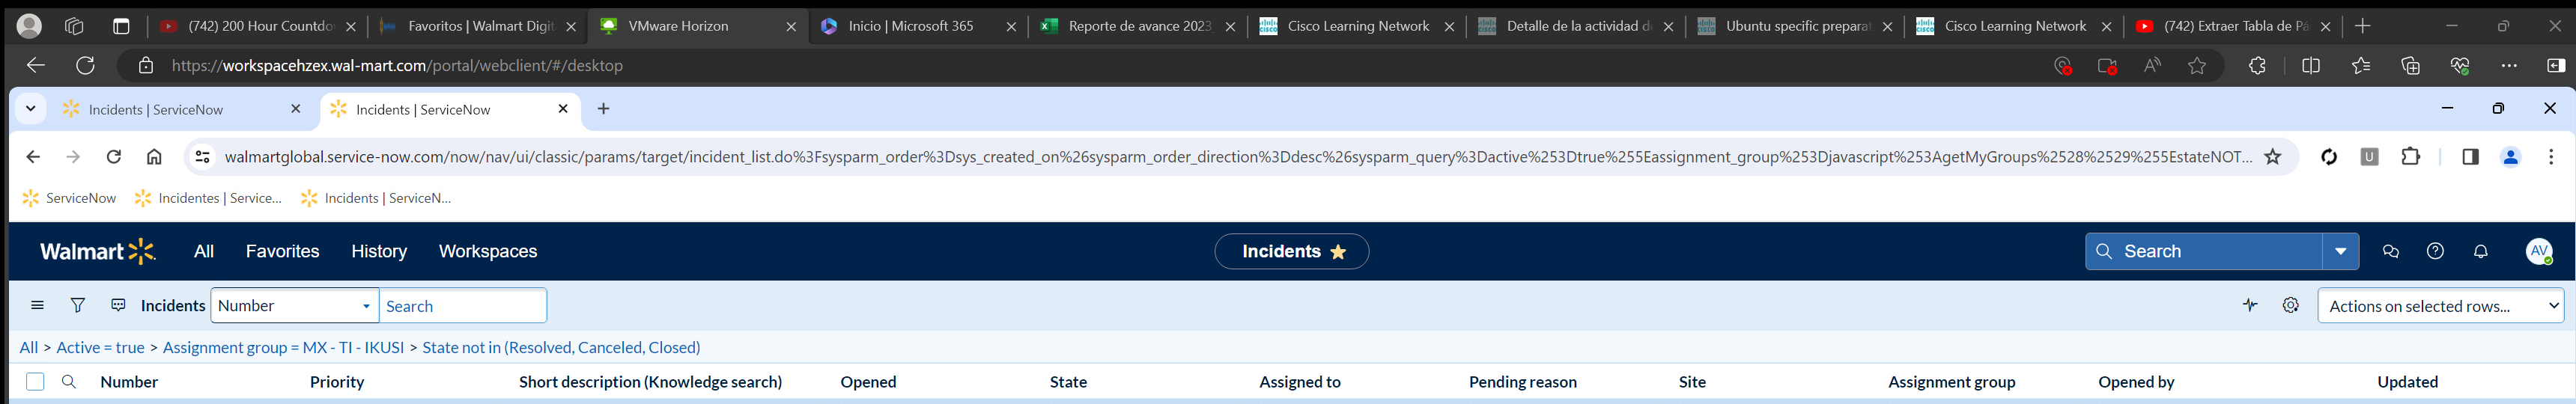 (742) 200 Hour Countdo
Favoritos | Walmart Digit
VMware Horizon
Inicio | Microsoft 365
Reporte de avance 2023
Cisco Learning Network
Detalle de la actividad d
Ubuntu specific preparat
Cisco Learning Network
(742) Extraer Tabla de Pá
https://workspacehzex.wal-mart.com/portal/webclient/#/desktop
Incidents | ServiceNow
Incidents | ServiceNow
walmartglobal.service-now.com/now/nav/ui/classic/params/target/incident_list.do%3Fsysparm_order%3Dsys_created_on%26sysparm_order_direction%3Ddesc%26sysparm_query%3Dactive%253Dtrue%255Eassignment_group%253Djavascript%253AgetMyGroups%2528%2529%255EstateNOT...
ServiceNow
Incidentes | Service...
Incidents | ServiceN...
Walmart
All
Favorites
History
Workspaces
Incidents
Search
AV
Incidents
Number
Search
Actions on selected rows...
All > Active = true > Assignment group = MX - TI - IKUSI > State not in (Resolved, Canceled, Closed)
Number Priority Short description (Knowledge search) Opened State Assigned to Pending reason Site Assignment group Opened by Updated